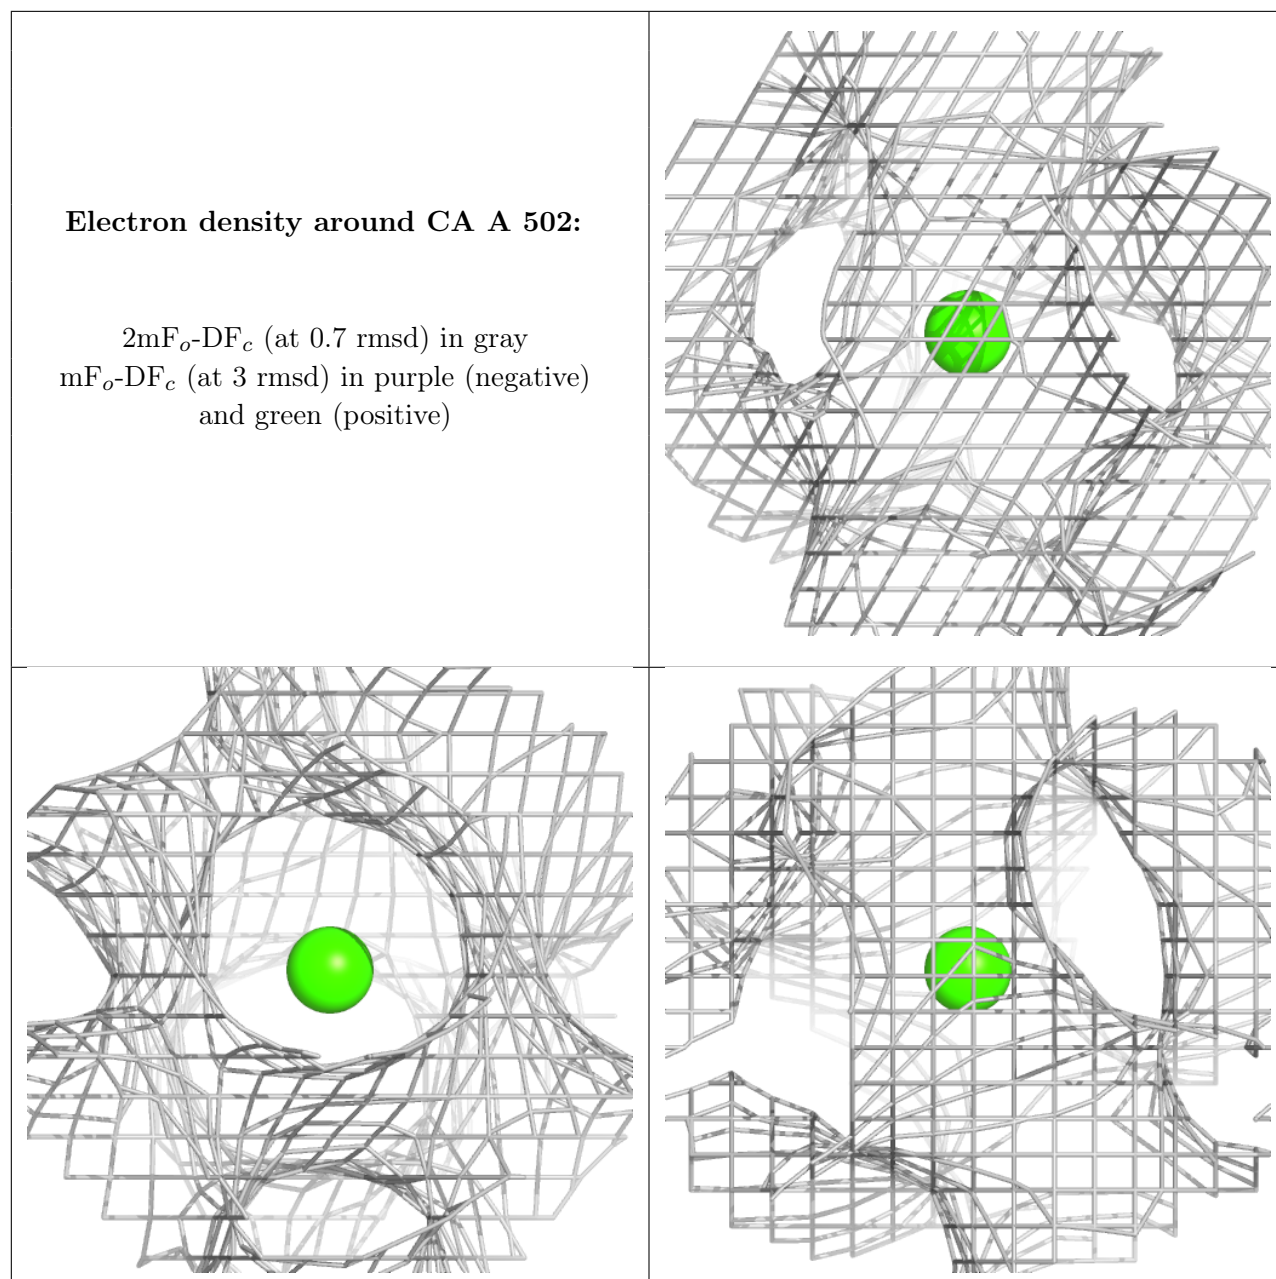 Electron density around CA A 502:
2mFₒ-DF𝑐 (at 0.7 rmsd) in gray
mFₒ-DF𝑐 (at 3 rmsd) in purple (negative)
and green (positive)